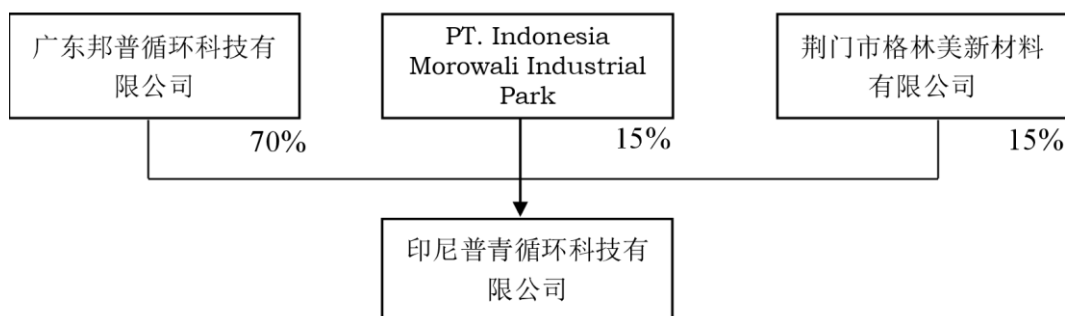 广东邦普循环科技有
限公司
PT. Indonesia
Morowali Industrial
Park
荆门市格林美新材料
有限公司
70%
15%
15%
印尼普青循环科技有
限公司